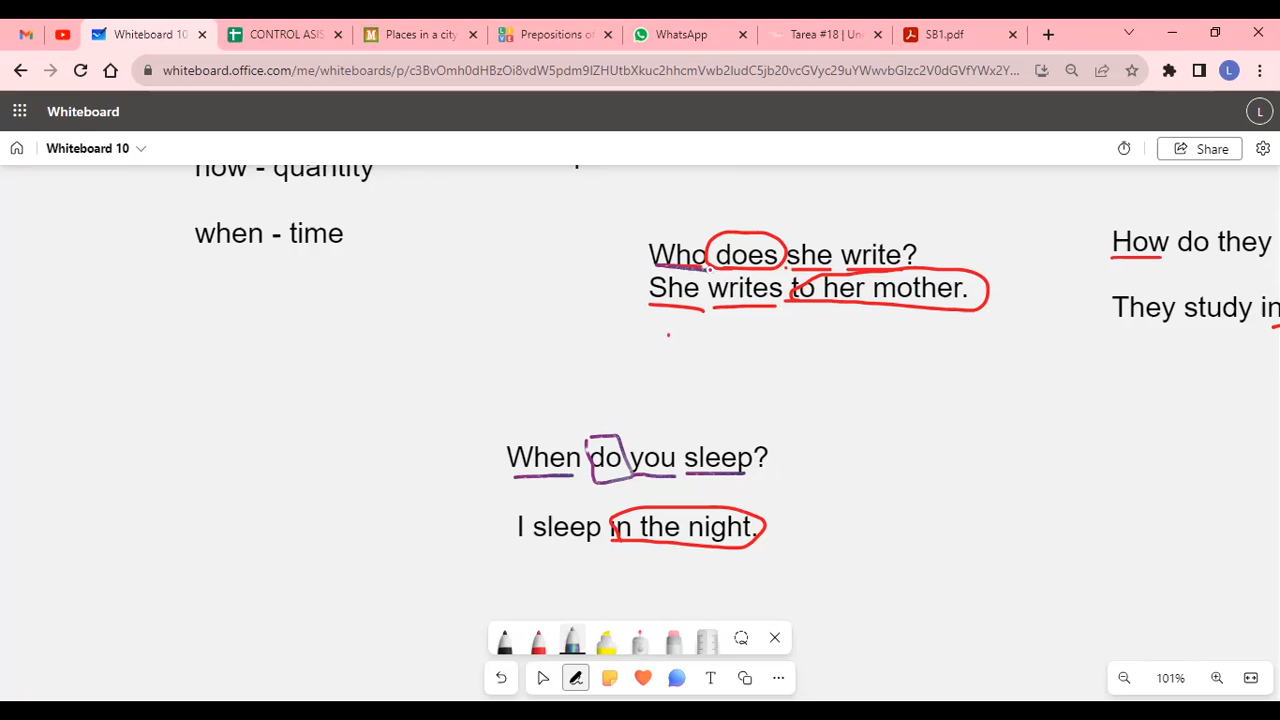 Whiteboard 10
CONTROL ASIS
Places in a city
Prepositions of
WhatsApp
Tarea #18 | Un
SB1.pdf
whiteboard.office.com/me/whiteboards/p/
L
Whiteboard
L
Whiteboard 10
Share
how - quantity
when - time
Who does she write?
She writes to her mother.
How do they
They study in
When do you sleep?
I sleep in the night.
101%